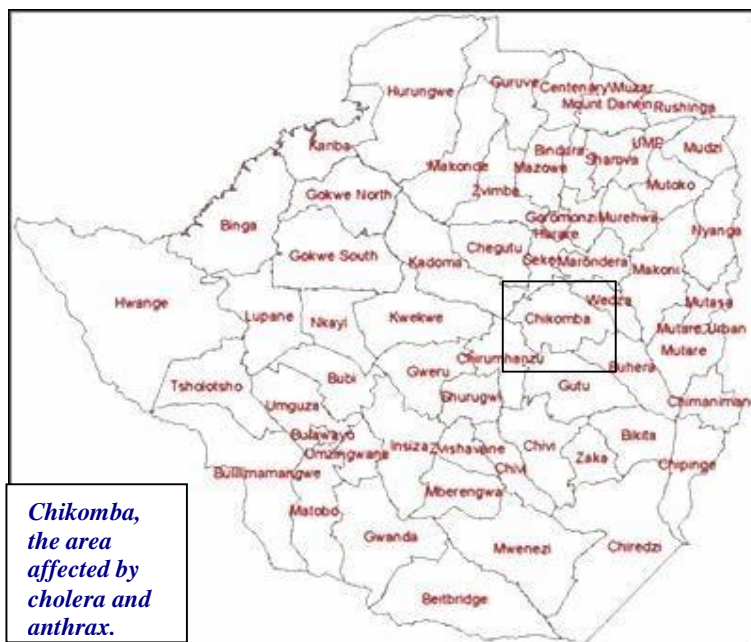 Hurungwe
Guruve
Centenary
Muzar
Mount Darwin
Rushinga
Kariba
Makonde
Zvimba
Mazowe
Bindura
Shamva
UMP
Mudzi
Mutoko
Gokwe North
Binga
Goromonzi
Murehwa
Harare
Nyanga
Gokwe South
Kadoma
Chegutu
Seke
Marondera
Makoni
Hwange
Lupane
Nkayi
Kwekwe
Chikomba
Wedza
Mutasa
Mutare Urban
Mutare
Tsholotsho
Bubi
Gweru
Chirumhanzu
Buhera
Umguza
Shurugwi
Gutu
Chimanimani
Bulawayo
Umzingwane
Insiza
Zvishavane
Chivi
Chivi
Zaka
Bikita
Chipinge
Bulilimamangwe
Mberengwa
Matobo
Gwanda
Mwenezi
Chiredzi
Beitbridge
Chikomba,
the area
affected by
cholera and
anthrax.